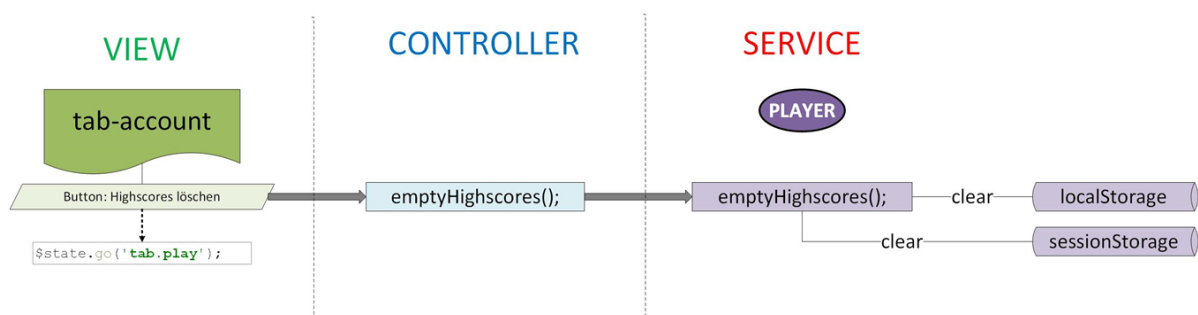 VIEW
CONTROLLER
SERVICE
PLAYER
tab-account
Button: Highscores löschen
emptyHighscores();
emptyHighscores();
clear
localStorage
clear
sessionStorage
$state.go('tab.play');